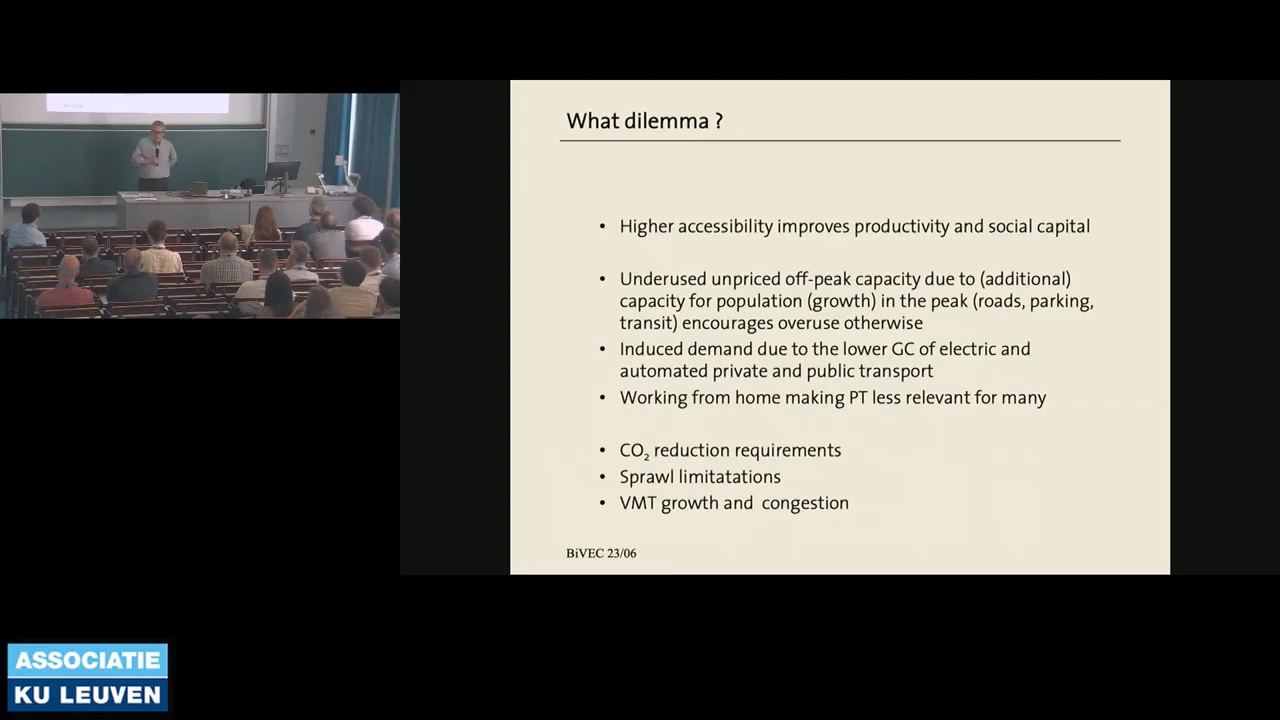 What dilemma ?
• Higher accessibility improves productivity and social capital
• Underused unpriced off-peak capacity due to (additional)
capacity for population (growth) in the peak (roads, parking,
transit) encourages overuse otherwise
• Induced demand due to the lower GC of electric and
automated private and public transport
• Working from home making PT less relevant for many
• CO₂ reduction requirements
• Sprawl limitatations
• VMT growth and congestion
BiVEC 23/06
ASSOCIATIE
KU LEUVEN